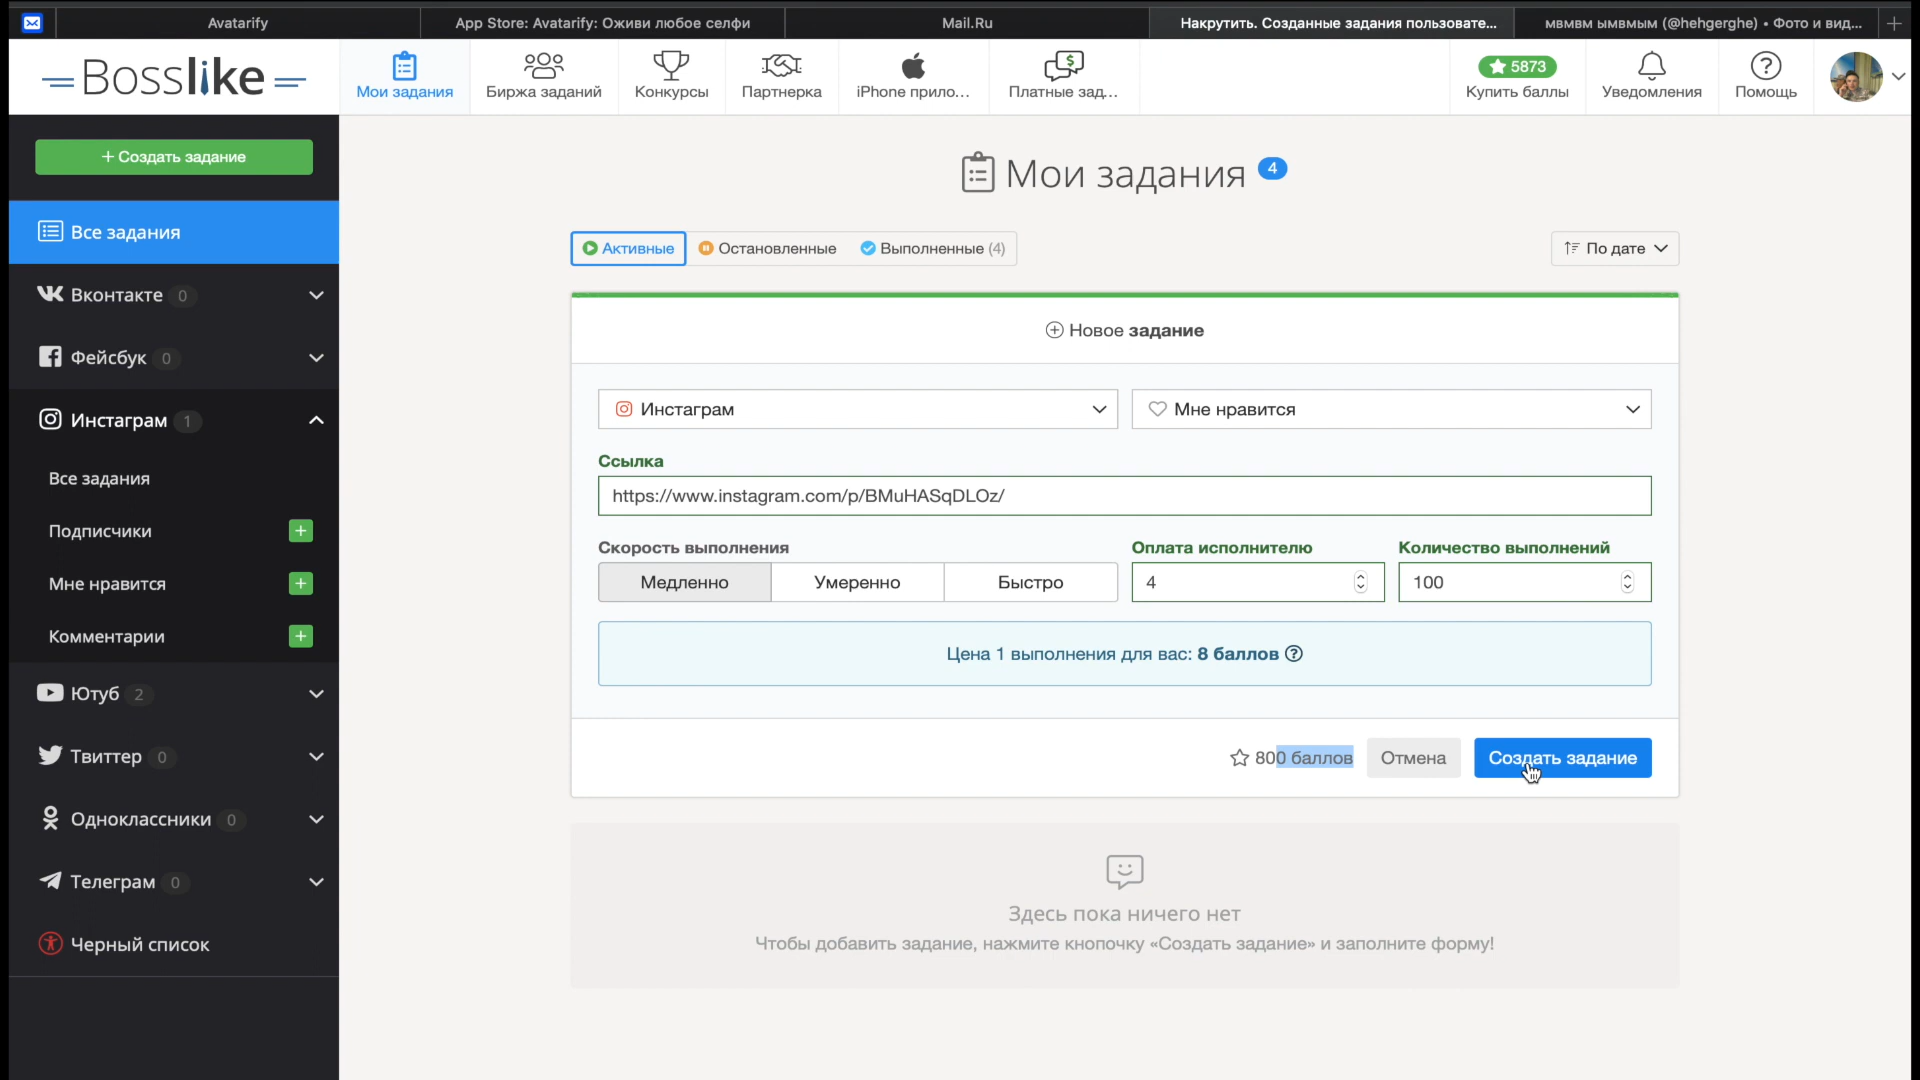 Avatarify
App Store: Avatarify: Оживи любое селфи
Mail.Ru
Накрутить. Созданные задания пользовате...
мвмвм ымвмым (@hehgerghe) • Фото и вид...
Bosslike
Мои задания
Биржа заданий
Конкурсы
Партнерка
iPhone прило...
Платные зад...
5873
Купить баллы
Уведомления
Помощь
+ Создать задание
Все задания
Вконтакте 0
Фейсбук 0
Инстаграм 1
Все задания
Подписчики +
Мне нравится +
Комментарии +
Ютуб 2
Твиттер 0
Одноклассники 0
Телеграм 0
Черный список
Мои задания 4
Активные Остановленные Выполненные (4)
По дате
Новое задание
Инстаграм
Мне нравится
Ссылка
https://www.instagram.com/p/BMuHASqDLOz/
Скорость выполнения Оплата исполнителю Количество выполнений
Медленно Умеренно Быстро 4 100
Цена 1 выполнения для вас: 8 баллов ?
800 баллов Отмена Создать задание
Здесь пока ничего нет
Чтобы добавить задание, нажмите кнопочку «Создать задание» и заполните форму!